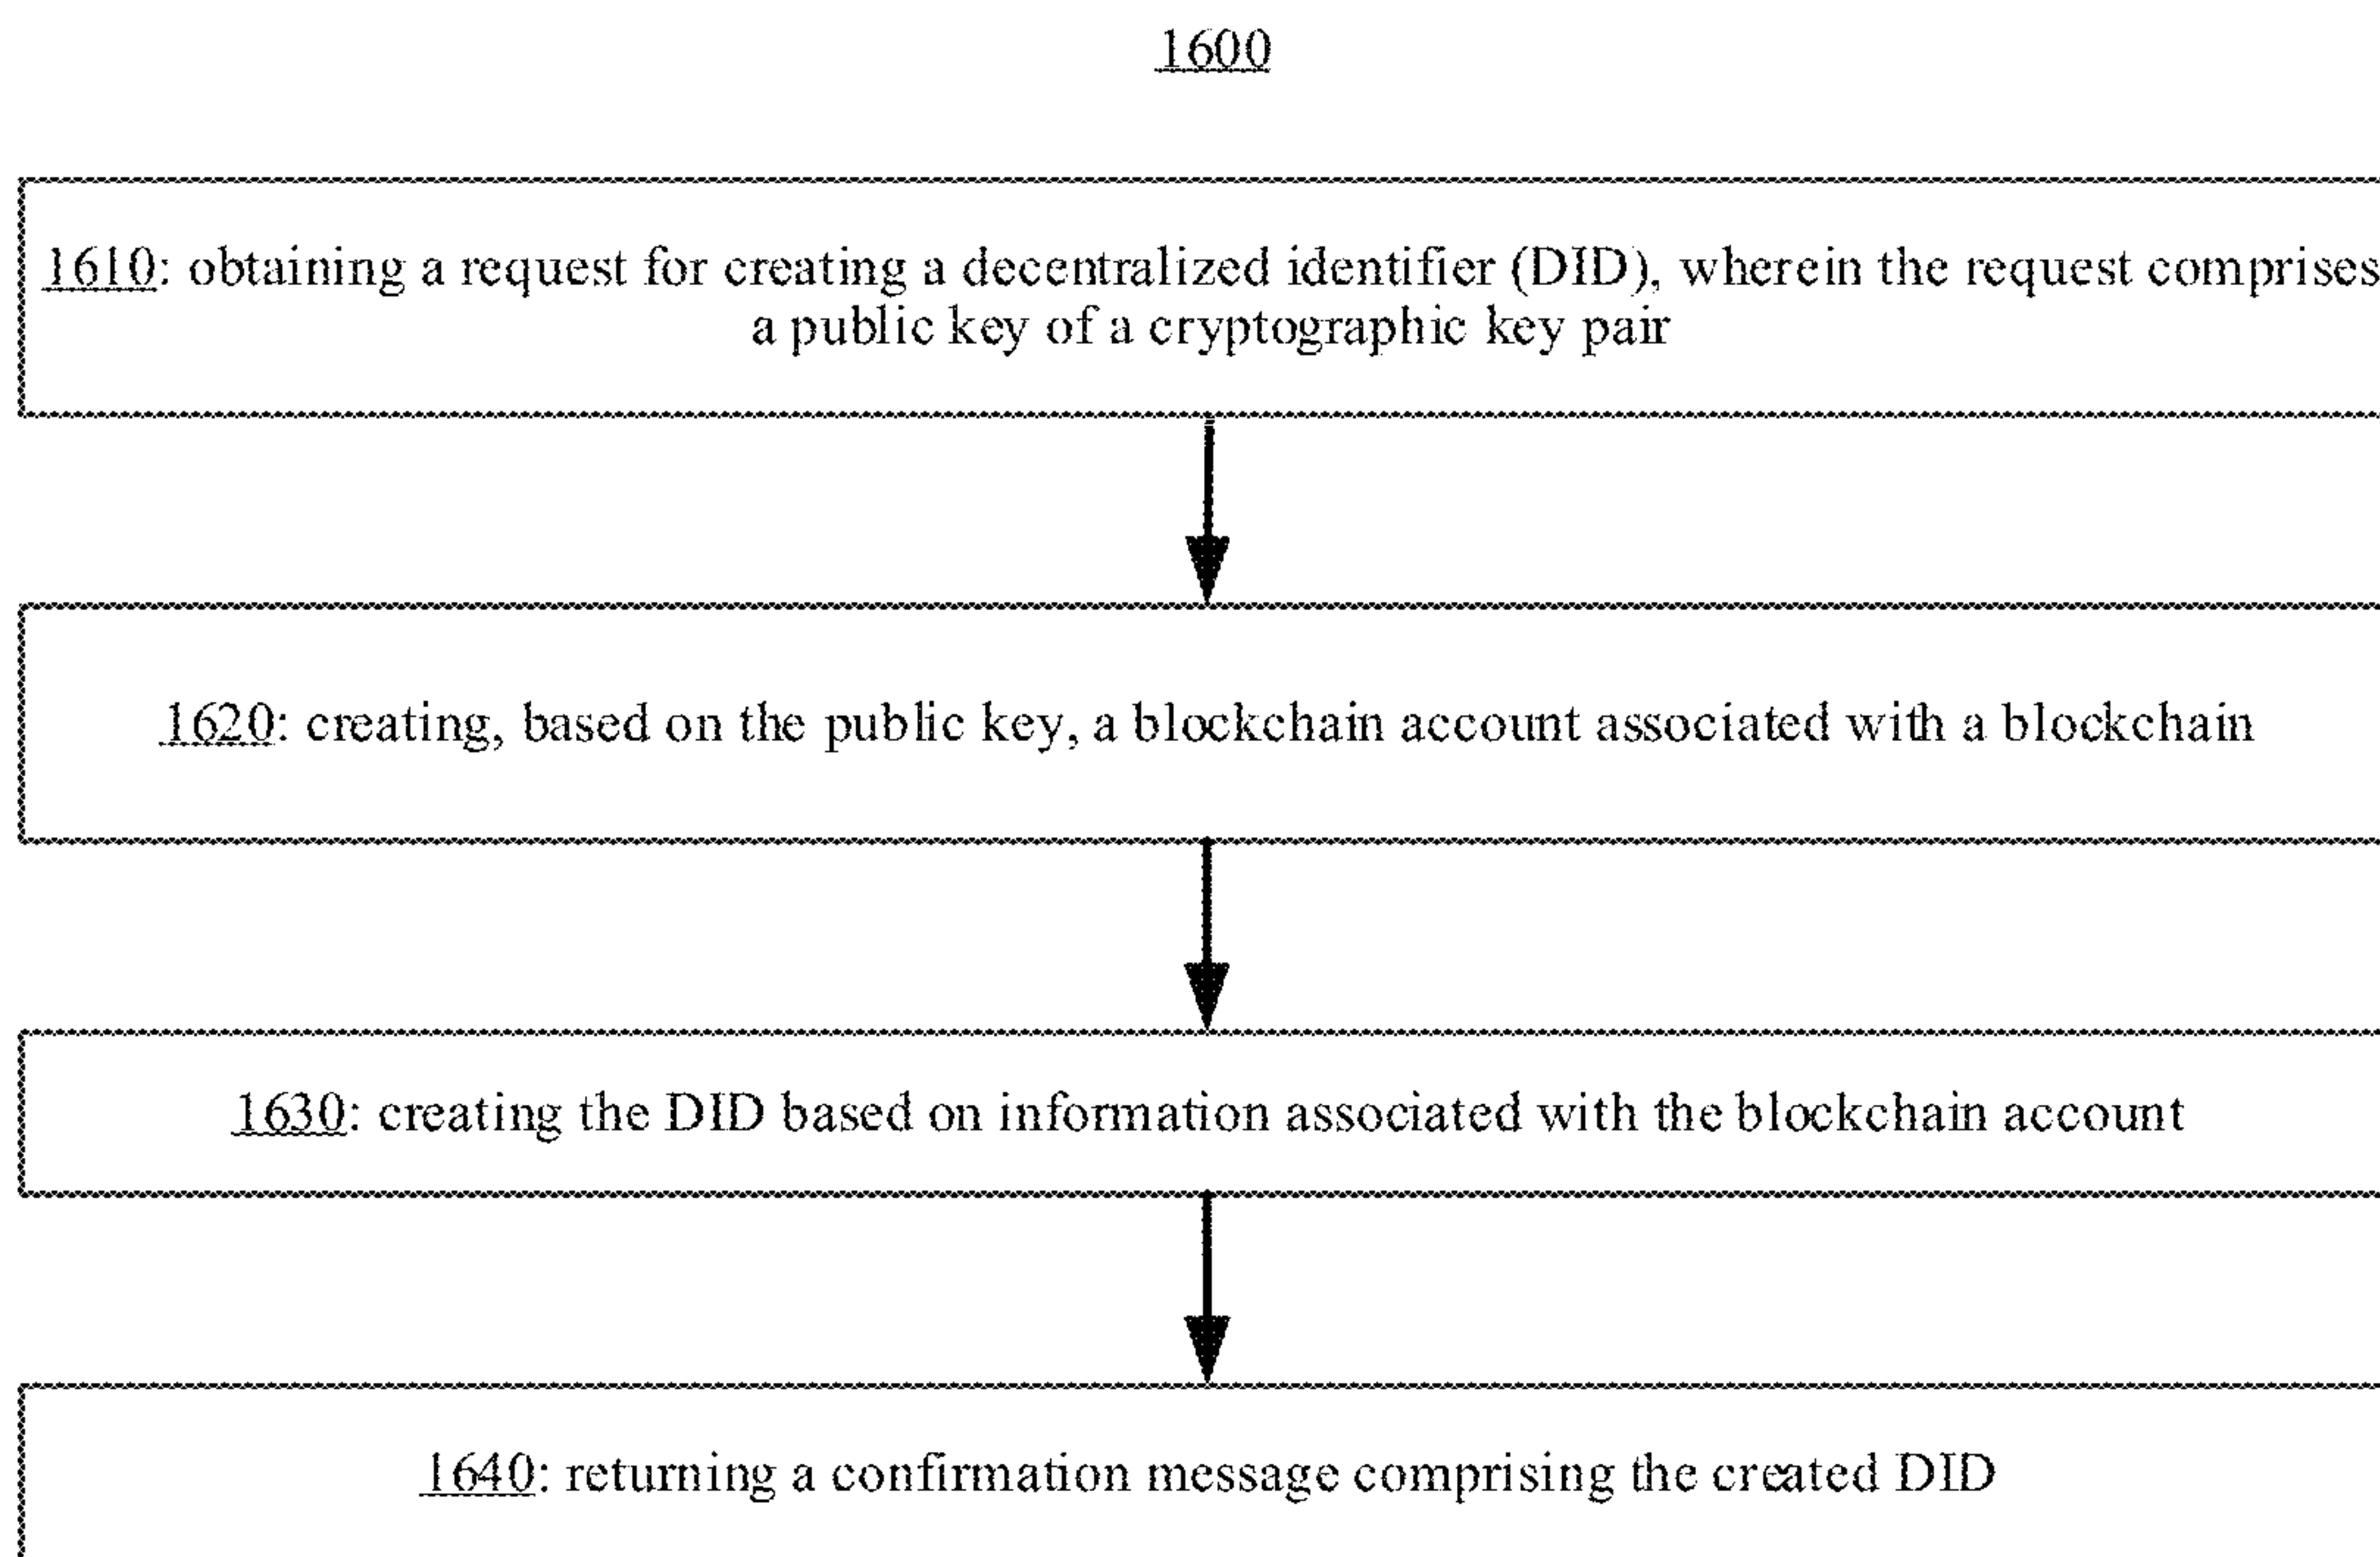 1600
1610: obtaining a request for creating a decentralized identifier (DID), wherein the request comprises
a public key of a cryptographic key pair
1620: creating, based on the public key, a blockchain account associated with a blockchain
1630: creating the DID based on information associated with the blockchain account
1640: returning a confirmation message comprising the created DID